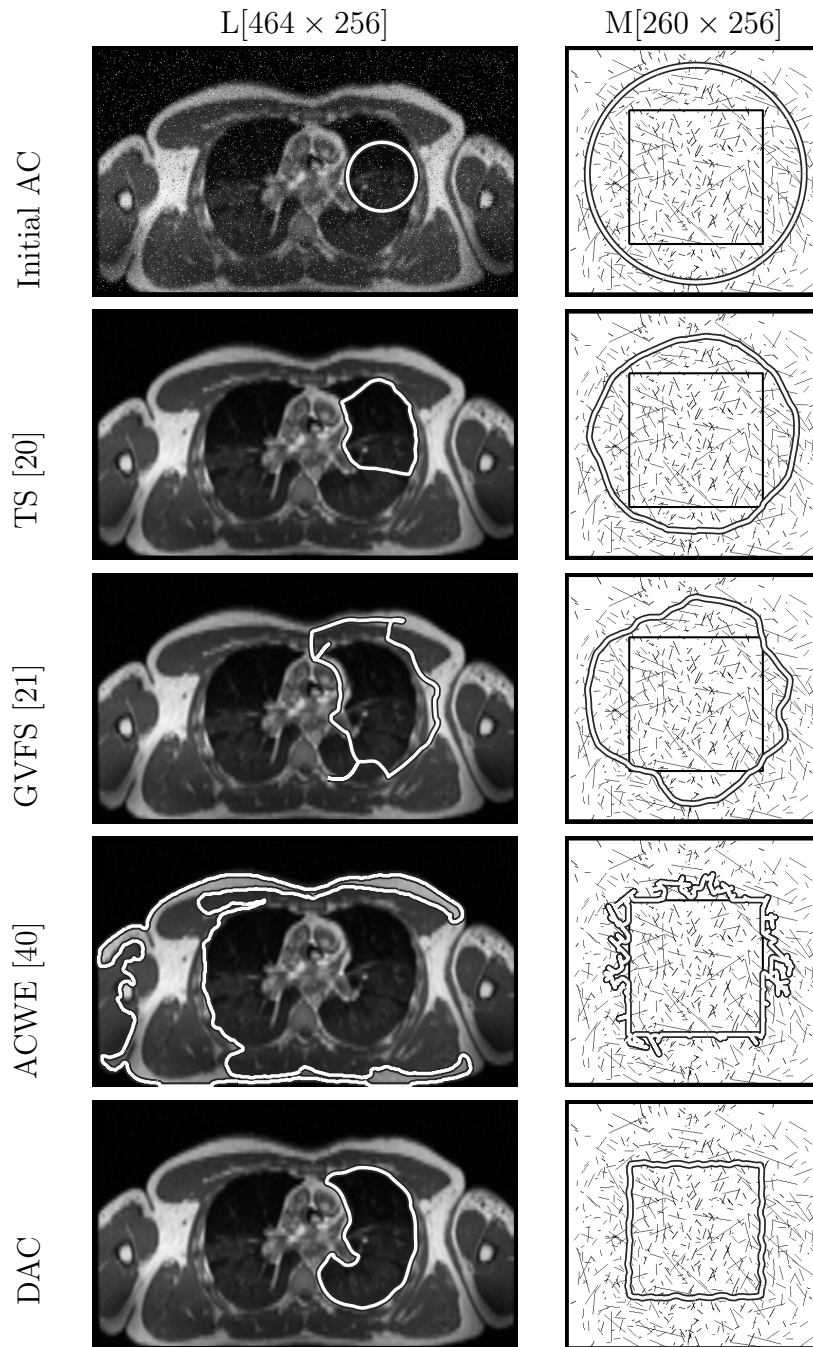 L[464 × 256]
M[260 × 256]
Initial AC
TS [20]
GVFS [21]
ACWE [40]
DAC